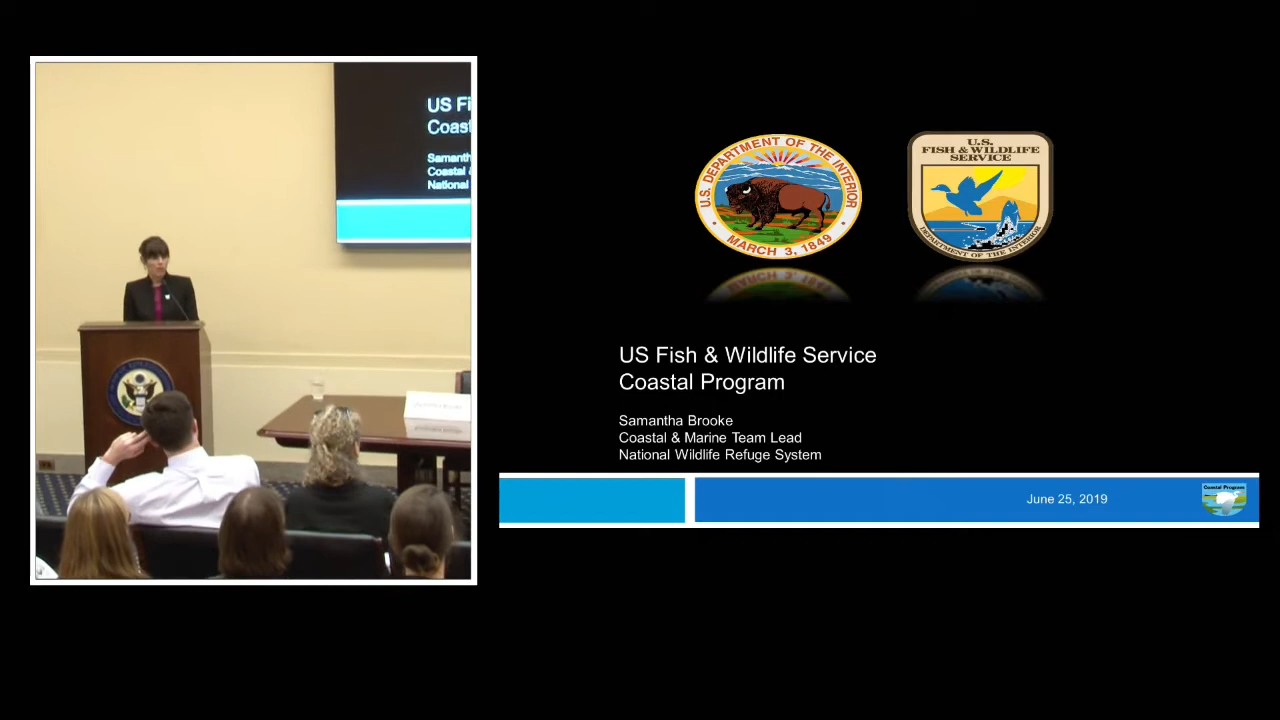 US Fi
Coast
Samanth
Coastal &
National
U.S. DEPARTMENT OF THE INTERIOR
MARCH 3, 1849
U.S.
FISH & WILDLIFE
SERVICE
DEPARTMENT OF THE INTERIOR
US Fish & Wildlife Service
Coastal Program
Samantha Brooke
Coastal & Marine Team Lead
National Wildlife Refuge System
June 25, 2019
Coastal Program